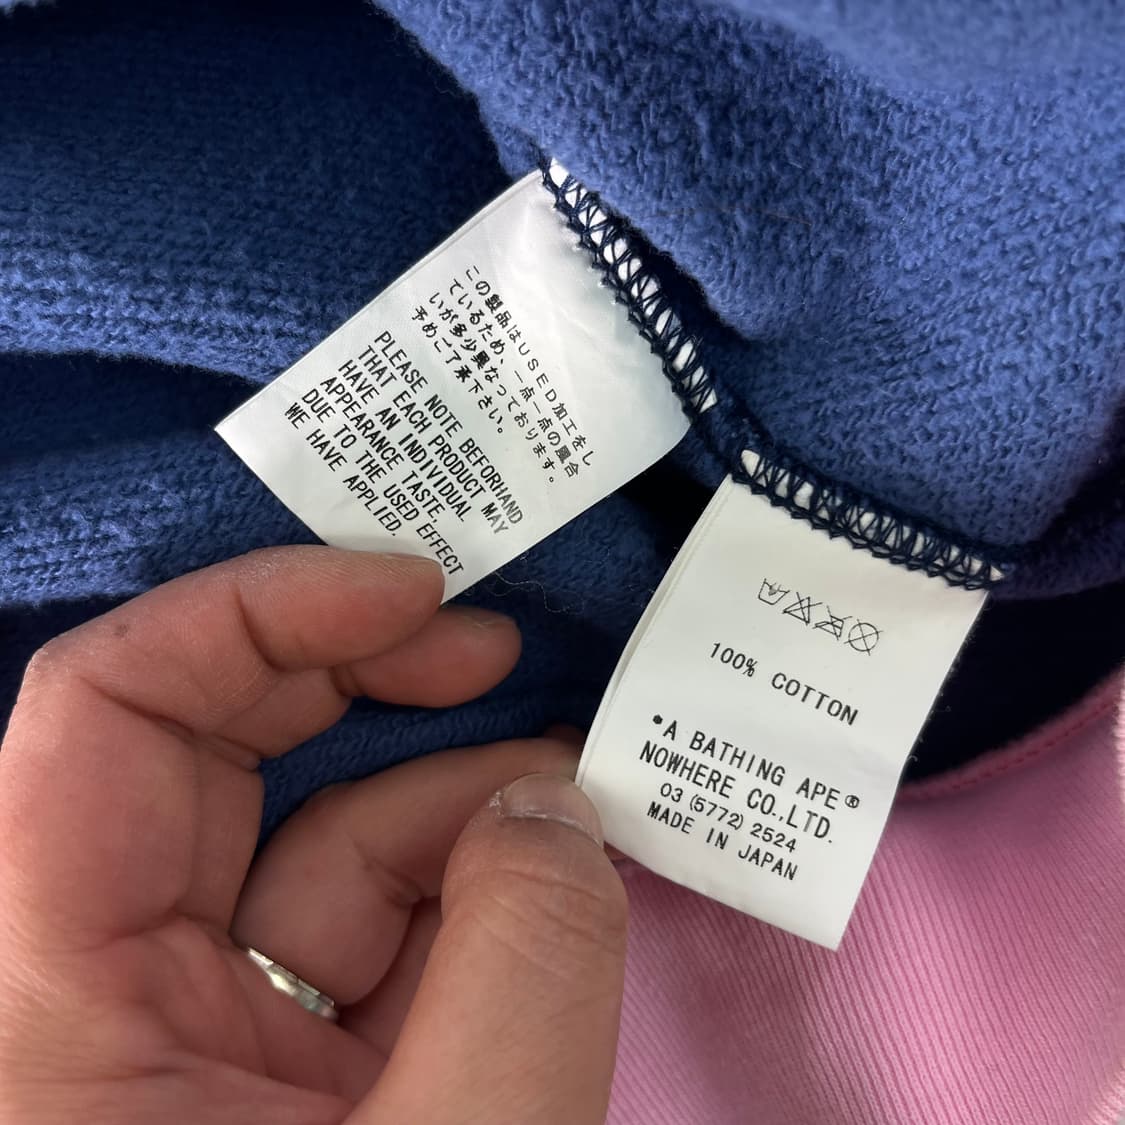 この製品はUSED加工をし
ているため、一点一点の風合
いが多少異なっております。
予めご了承下さい。
PLEASE NOTE BEFORHAND
THAT EACH PRODUCT MAY
HAVE AN INDIVIDUAL
APPEARANCE TASTE,
DUE TO THE USED EFFECT
WE HAVE APPLIED.
100% COTTON
•A BATHING APE®
NOWHERE CO.,LTD.
03 (5772) 2524
MADE IN JAPAN